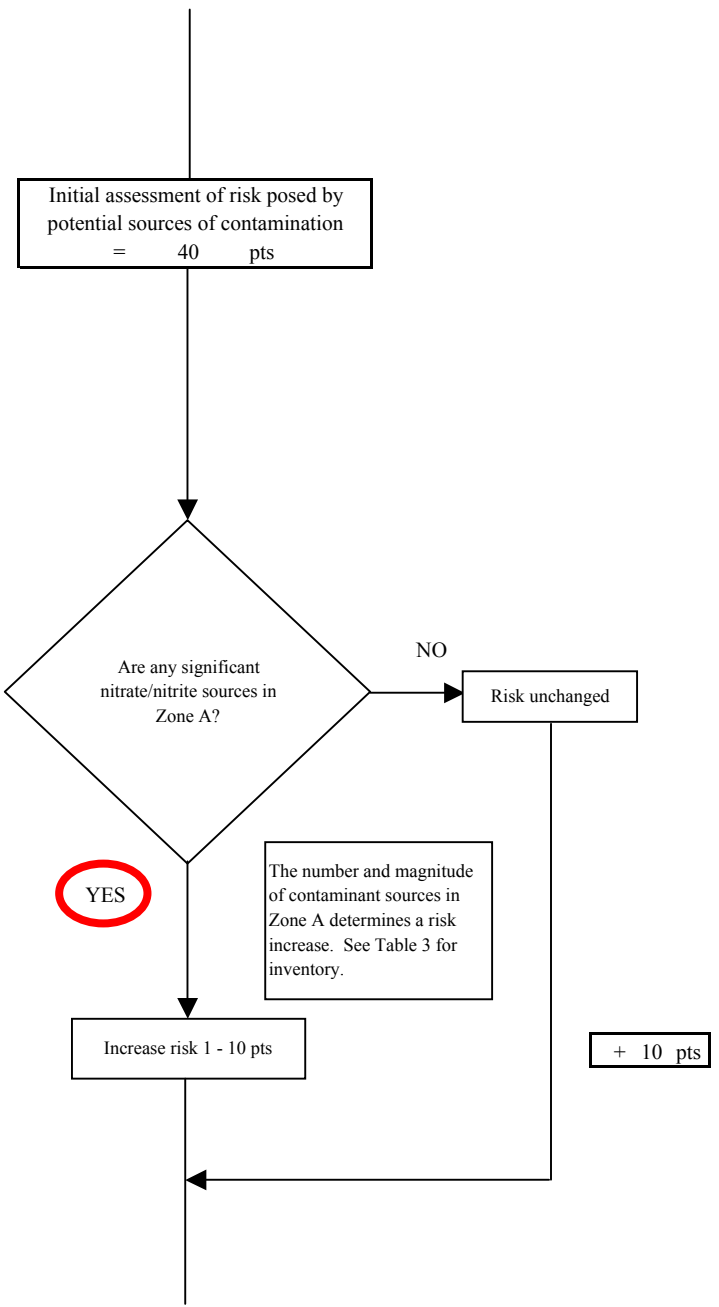 Initial assessment of risk posed by
potential sources of contamination
= 40 pts
Are any significant
nitrate/nitrite sources in
Zone A?
NO
Risk unchanged
YES
The number and magnitude
of contaminant sources in
Zone A determines a risk
increase. See Table 3 for
inventory.
Increase risk 1 - 10 pts
+ 10 pts